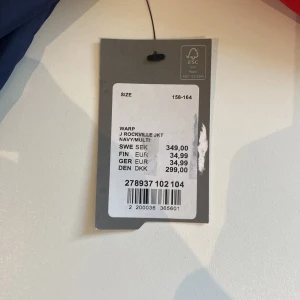 FSC
SIZE 158-164
WARP
J ROCKVILLE JKT
NAVY/MULTI
SWE SEK 349,00
FIN EUR 34,99
GER EUR 34,99
DEN DKK 299,00
278937 102 104
2 200036 365601